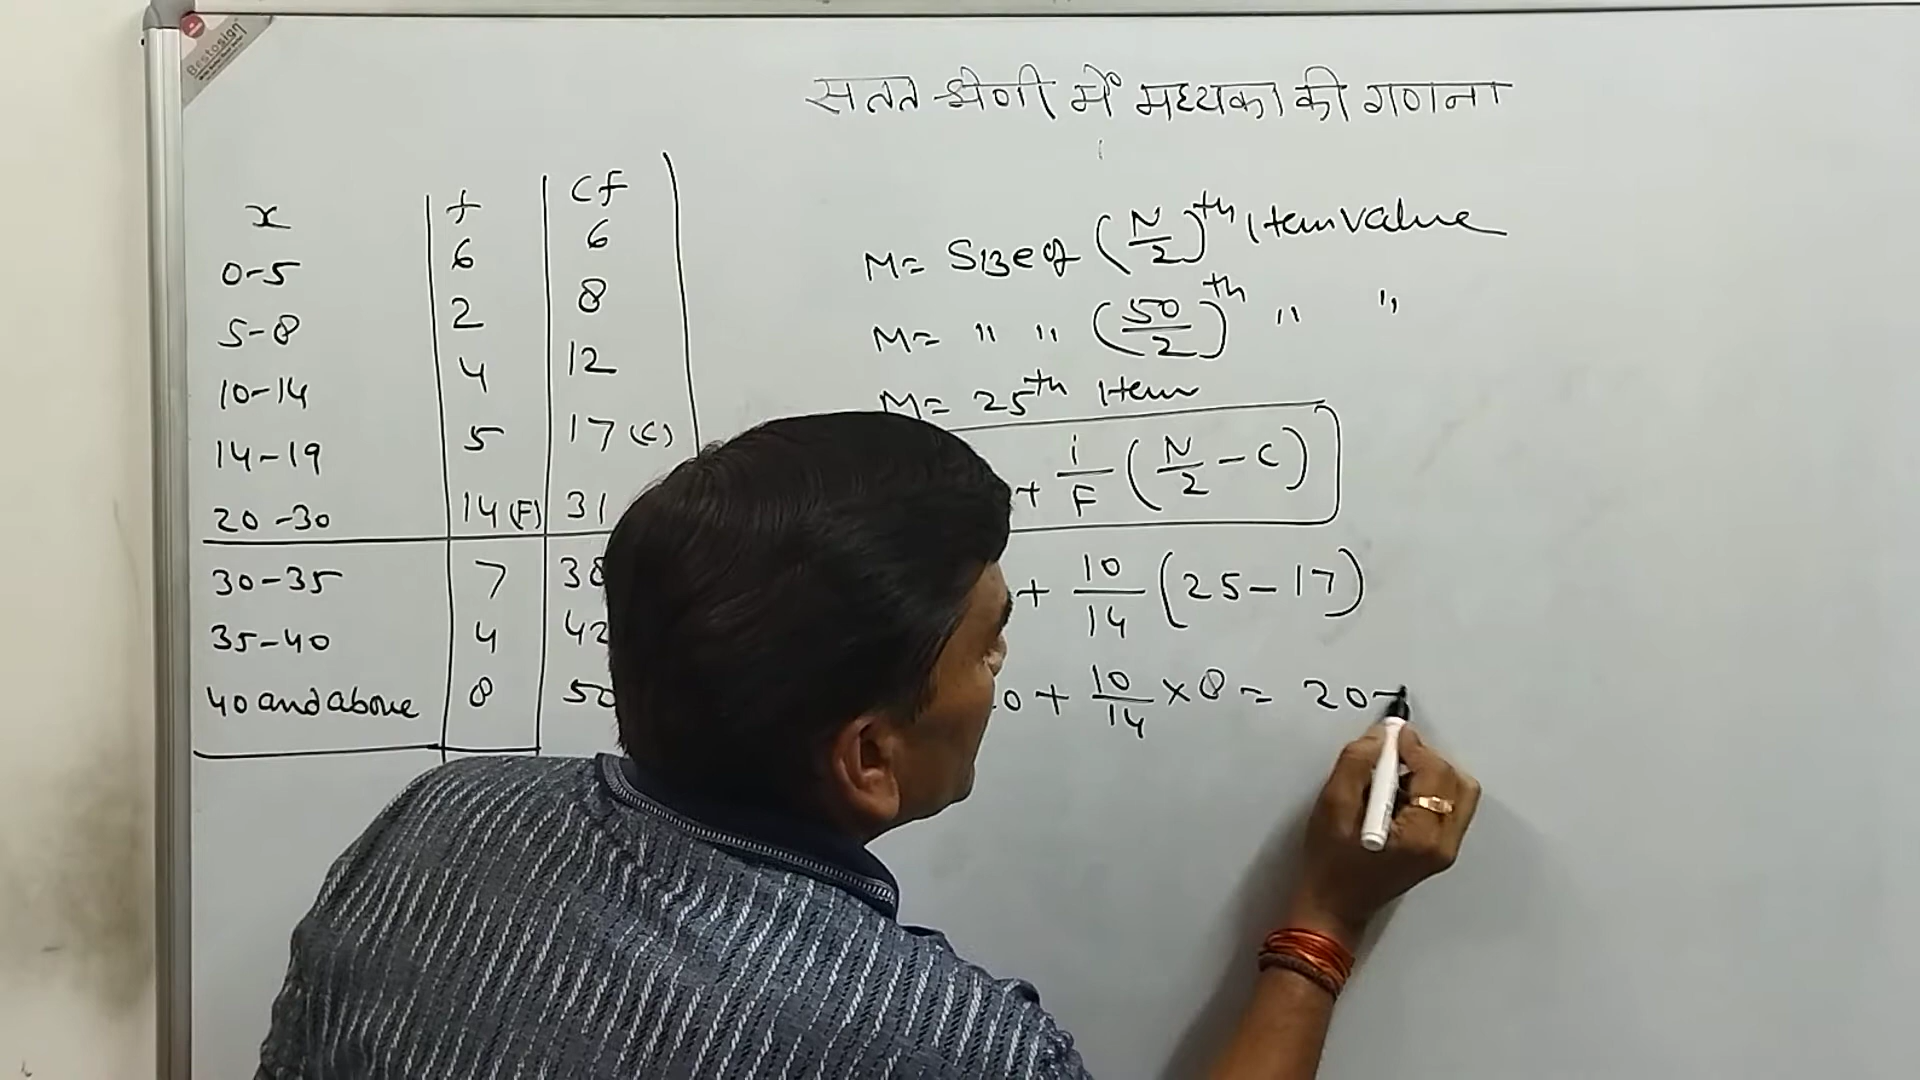 Bestosign
सतत श्रेणी में मध्यका की गणना
x f cf
0-5 6 6
5-8 2 8
10-14 4 12
14-19 5 17 (C)
20-30 14 (F) 31
30-35 7 38
35-40 4 42
40 and above 8 50
M = Size of (N/2)th Item Value
M = " " (50/2)th " "
M = 25th Item
+ i/F (N/2 - C)
+ 10/14 (25-17)
0 + 10/14 × 8 = 20